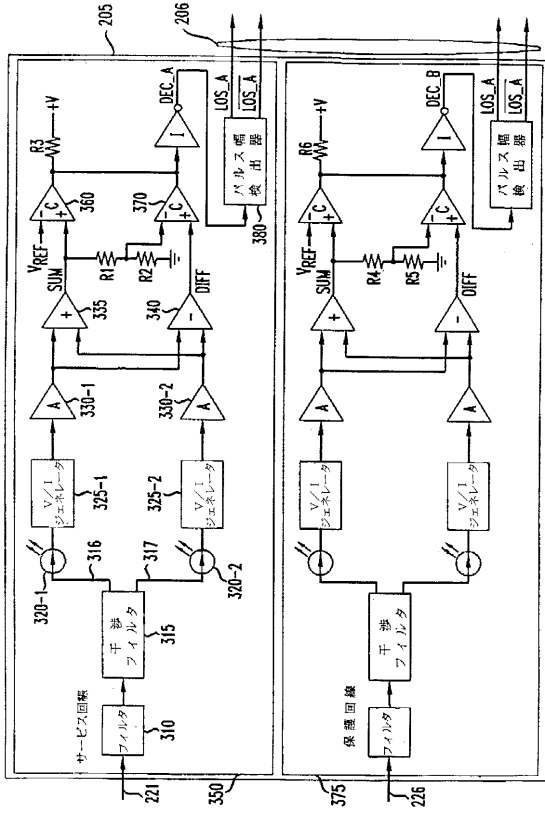 205
206
サービス回線
221
フィルタ
310
干渉
フィルタ
315
316
317
320-1
320-2
V/I
ジェネレータ
325-1
V/I
ジェネレータ
325-2
A
330-1
A
330-2
+
335
-
340
SUM
DIFF
VREF
R1
R2
-
+
C
360
-
+
C
370
R3
+V
I
DEC_A
パルス幅
検出器
380
LOS_A
LOS_A
350
保護回線
226
フィルタ
干渉
フィルタ
V/I
ジェネレータ
V/I
ジェネレータ
A
A
+
-
SUM
DIFF
VREF
R4
R5
-
+
C
-
+
C
R6
+V
I
DEC_B
パルス幅
検出器
LOS_A
LOS_A
375